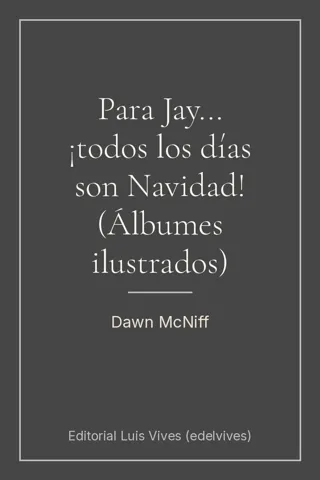 Para Jay...
¡todos los días
son Navidad!
(Álbumes
ilustrados)
Dawn McNiff
Editorial Luis Vives (edelvives)